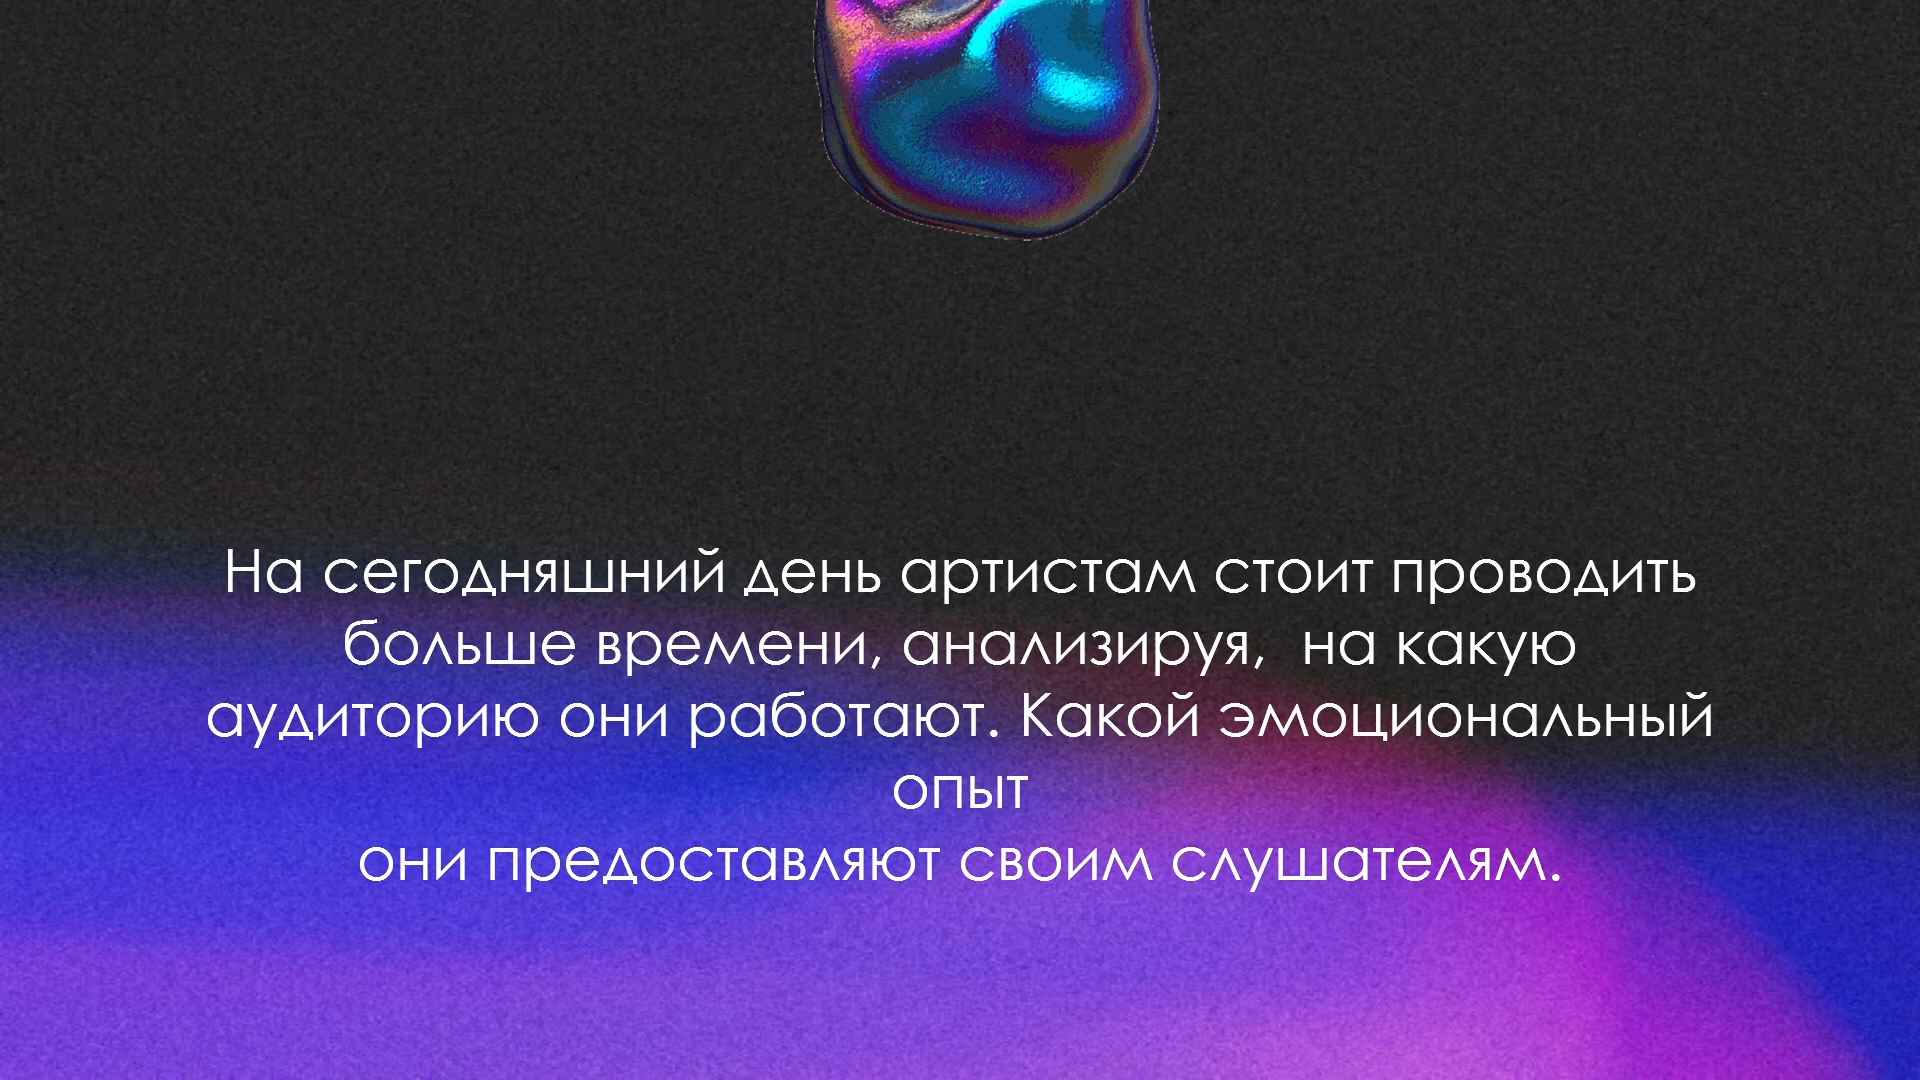 На сегодняшний день артистам стоит проводить
больше времени, анализируя,  на какую
аудиторию они работают. Какой эмоциональный
опыт
они предоставляют своим слушателям.